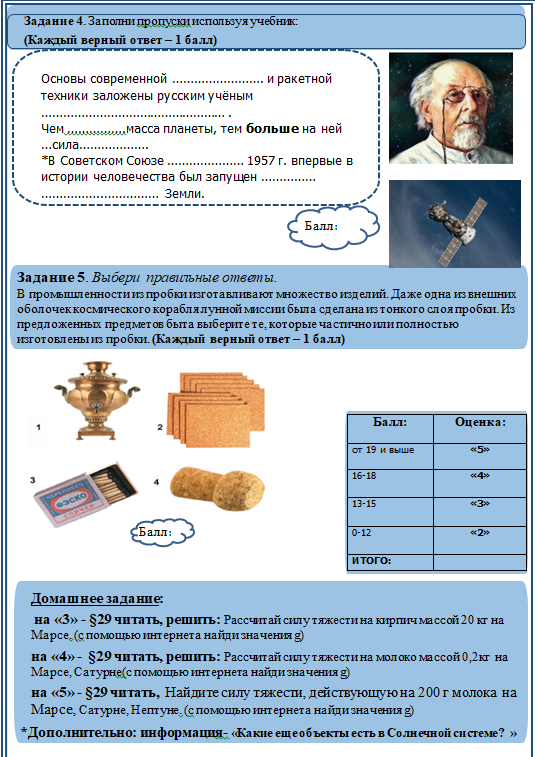 Задание 4. Заполни пропуски используя учебник:
(Каждый верный ответ – 1 балл)
Основы современной ………………………. и ракетной
техники заложены русским учёным
…………………………………………………. .
Чем ………………масса планеты, тем больше на ней
…сила…………………
*В Советском Союзе ………………….. 1957 г. впервые в
истории человечества был запущен ……………
……………………………… Земли.
Балл:
Задание 5. Выбери правильные ответы.
В промышленности из пробки изготавливают множество изделий. Даже одна из внешних
оболочек космического корабля лунной миссии была сделана из тонкого слоя пробки. Из
предложенных предметов быта выберите те, которые частично или полностью
изготовлены из пробки. (Каждый верный ответ – 1 балл)
1
2
3
4
ЧЕРЕПОВЕЦ
ФЭСКО
СПИЧКИ
Балл:
Балл: Оценка:
от 19 и выше «5»
16-18 «4»
13-15 «3»
0-12 «2»
ИТОГО:
Домашнее задание:
на «3» - §29 читать, решить: Рассчитай силу тяжести на кирпич массой 20 кг на
Марсе, (с помощью интернета найди значения g)
на «4» - §29 читать, решить: Рассчитай силу тяжести на молоко массой 0,2кг на
Марсе, Сатурне(с помощью интернета найди значения g)
на «5» - §29 читать, Найдите силу тяжести, действующую на 200 г молока на
Марсе, Сатурне, Нептуне. (с помощью интернета найди значения g)
*Дополнительно: информация- «Какие еще объекты есть в Солнечной системе? »